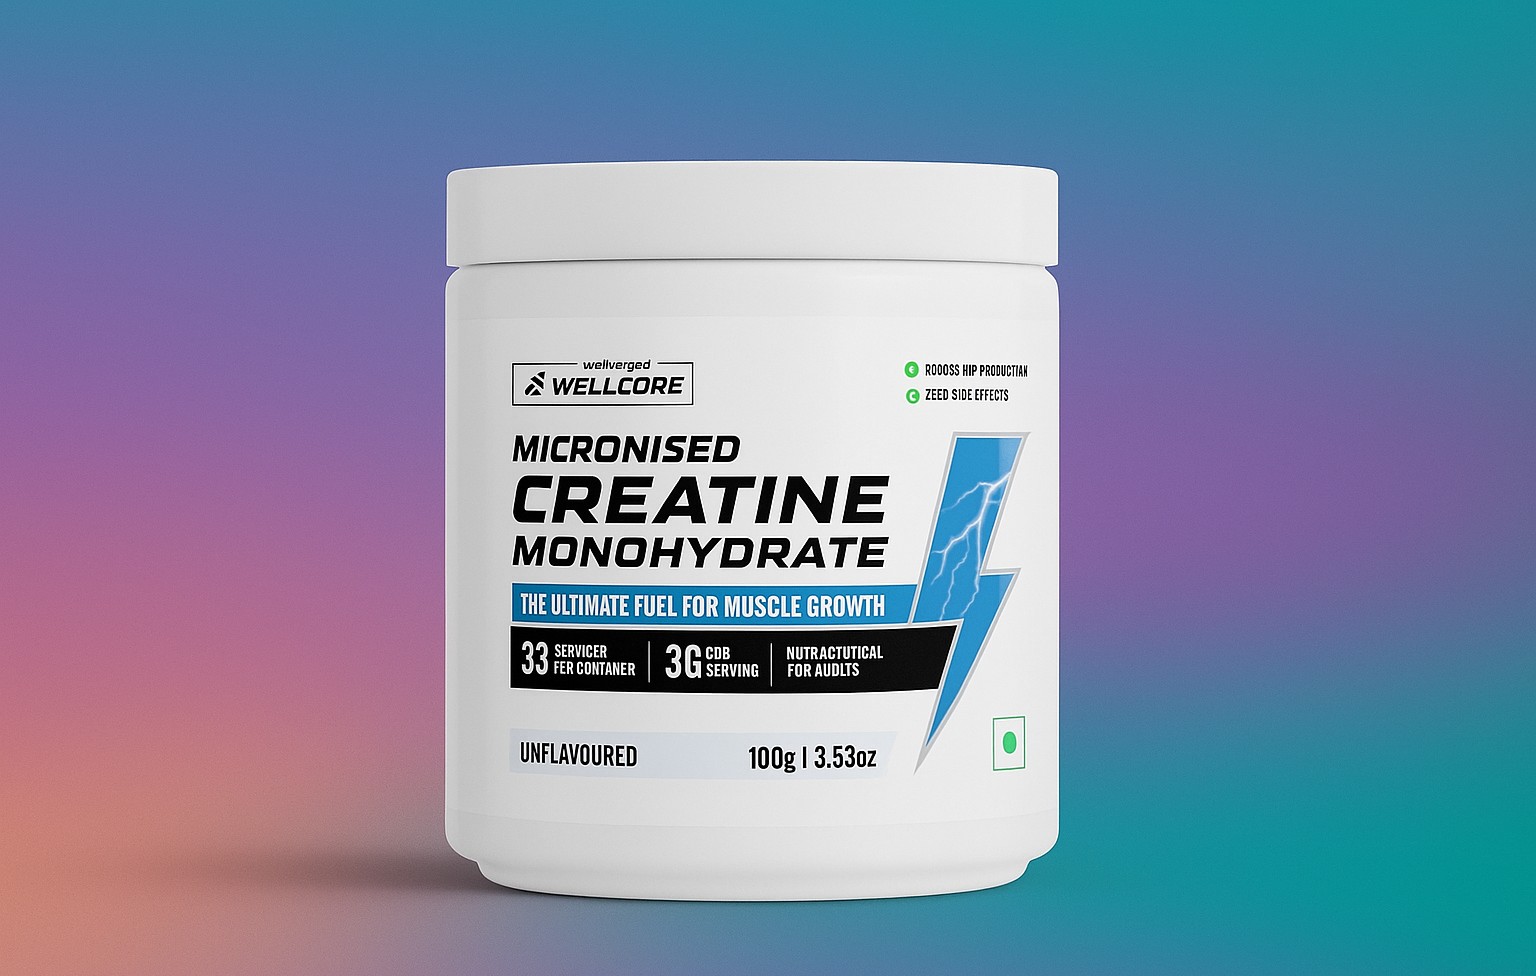 wellverged
WELLCORE
ROOOSS HIP PRODUCTIAN
ZEED SIDE EFFECTS
MICRONISED
CREATINE
MONOHYDRATE
THE ULTIMATE FUEL FOR MUSCLE GROWTH
33 SERVICER
FER CONTANER
3G CDB
SERVING
NUTRACTUTICAL
FOR AUDLTS
UNFLAVOURED
100g | 3.53oz